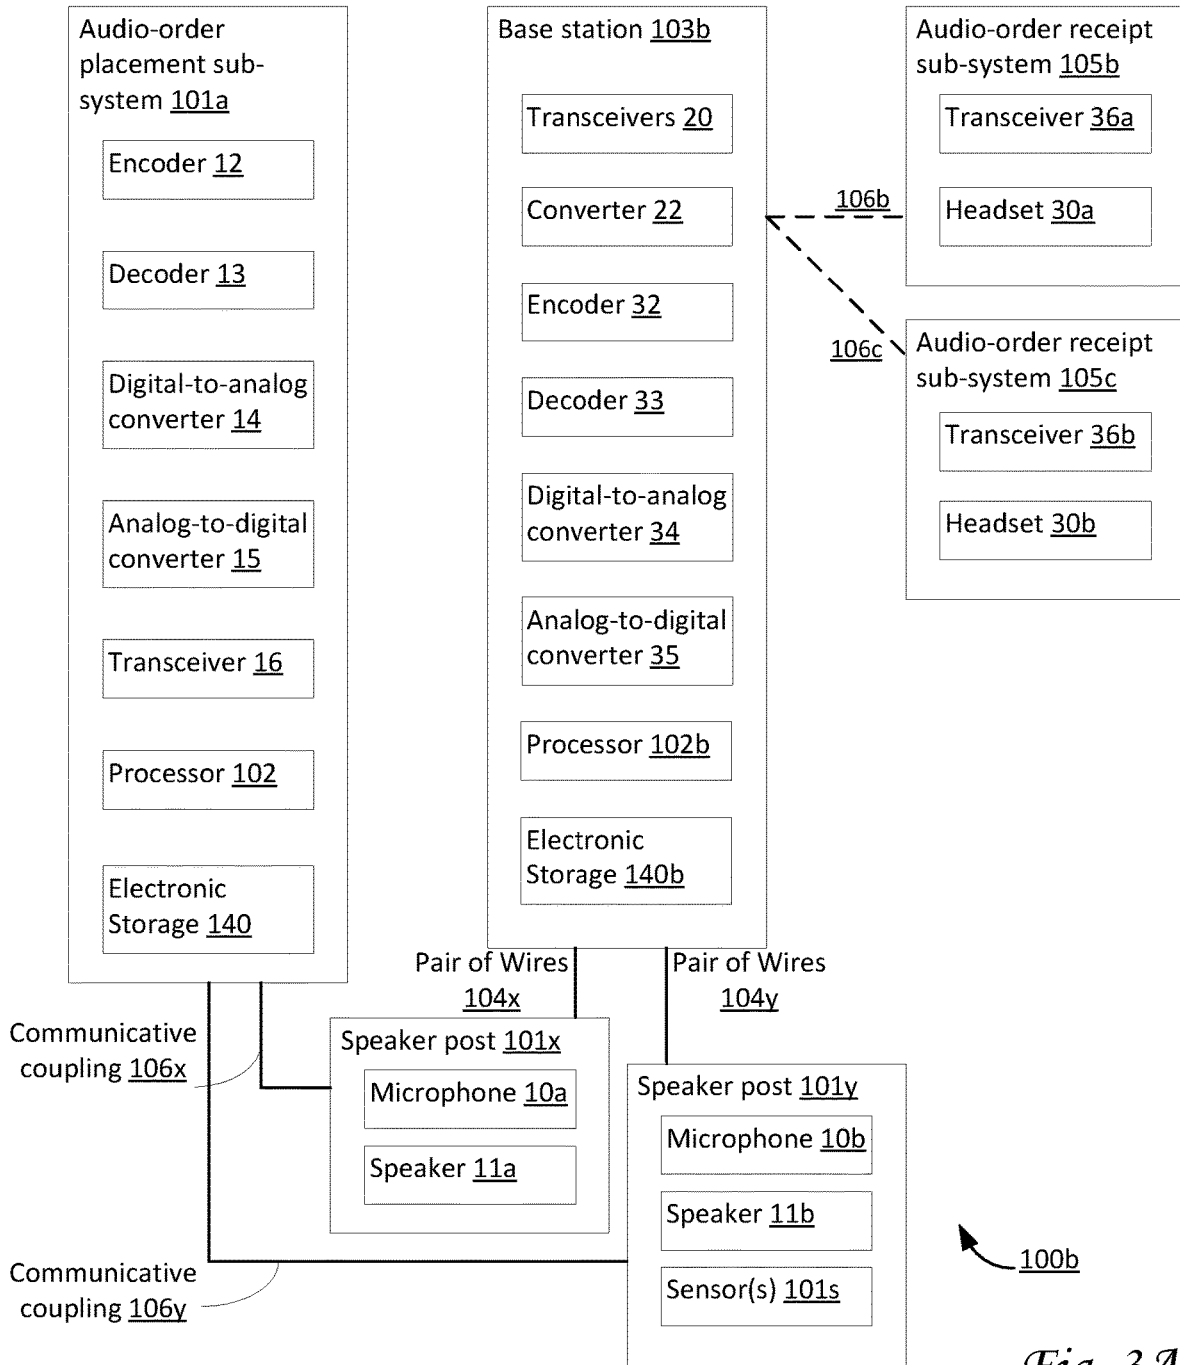 Audio-order
placement sub-
system 101a
Encoder 12
Decoder 13
Digital-to-analog
converter 14
Analog-to-digital
converter 15
Transceiver 16
Processor 102
Electronic
Storage 140
Base station 103b
Transceivers 20
Converter 22
Encoder 32
Decoder 33
Digital-to-analog
converter 34
Analog-to-digital
converter 35
Processor 102b
Electronic
Storage 140b
106b
106c
Audio-order receipt
sub-system 105b
Transceiver 36a
Headset 30a
Audio-order receipt
sub-system 105c
Transceiver 36b
Headset 30b
Pair of Wires
104x
Pair of Wires
104y
Communicative
coupling 106x
Speaker post 101x
Microphone 10a
Speaker 11a
Speaker post 101y
Microphone 10b
Speaker 11b
Sensor(s) 101s
Communicative
coupling 106y
100b
Fig. 3A